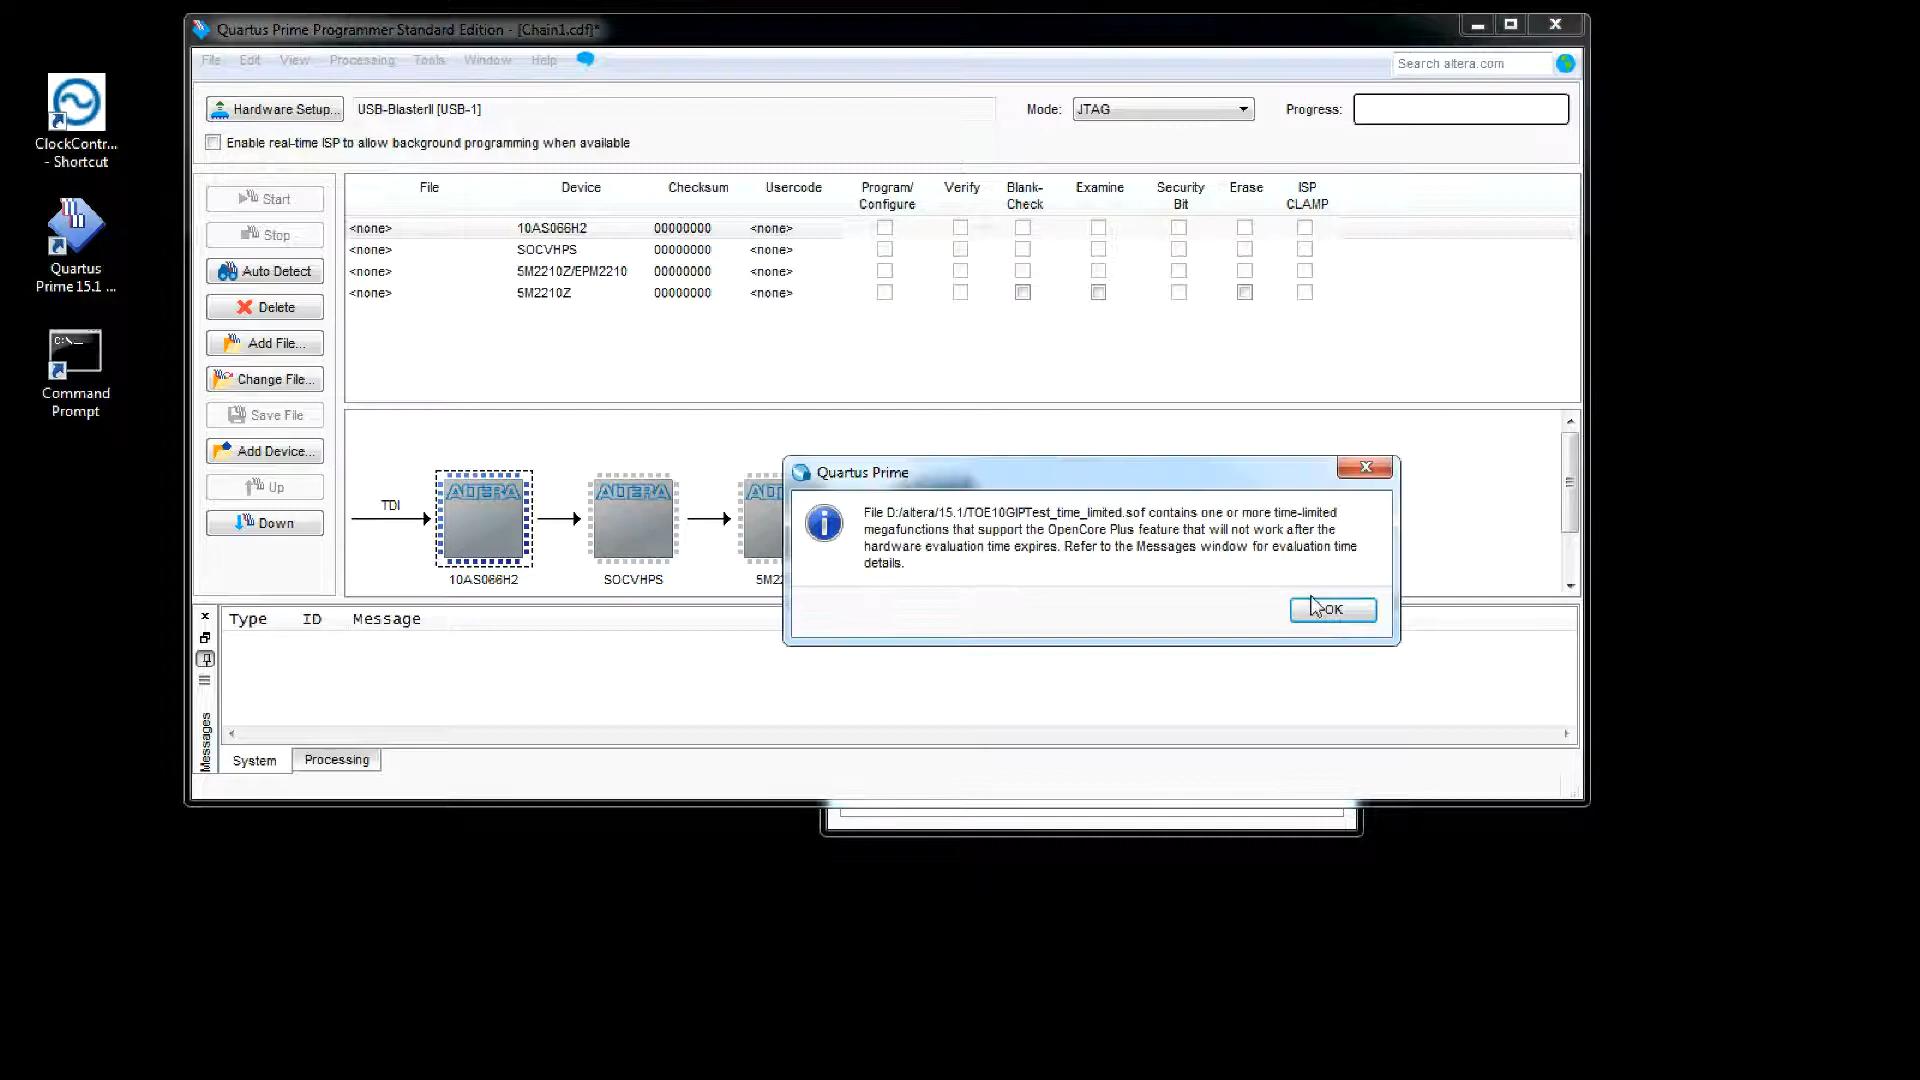 Quartus Prime Programmer Standard Edition - [Chain1.cdf]*
File Edit View Processing Tools Window Help
Search altera.com
Hardware Setup... USB-BlasterII [USB-1] Mode: JTAG Progress:
Enable real-time ISP to allow background programming when available
ClockContr...
- Shortcut
Quartus
Prime 15.1 ...
Command
Prompt
Start
Stop
Auto Detect
Delete
Add File...
Change File...
Save File
Add Device...
Up
Down
File Device Checksum Usercode Program/ Verify Blank- Examine Security Erase ISP
Configure Check Bit CLAMP
<none> 10AS066H2 00000000 <none>
<none> SOCVHPS 00000000 <none>
<none> 5M2210Z/EPM2210 00000000 <none>
<none> 5M2210Z 00000000 <none>
TDI
ALTERA ALTERA
10AS066H2 SOCVHPS
Quartus Prime
File D:/altera/15.1/TOE10GIPTest_time_limited.sof contains one or more time-limited
megafunctions that support the OpenCore Plus feature that will not work after the
hardware evaluation time expires. Refer to the Messages window for evaluation time
details.
OK
Type ID Message
Messages
System Processing